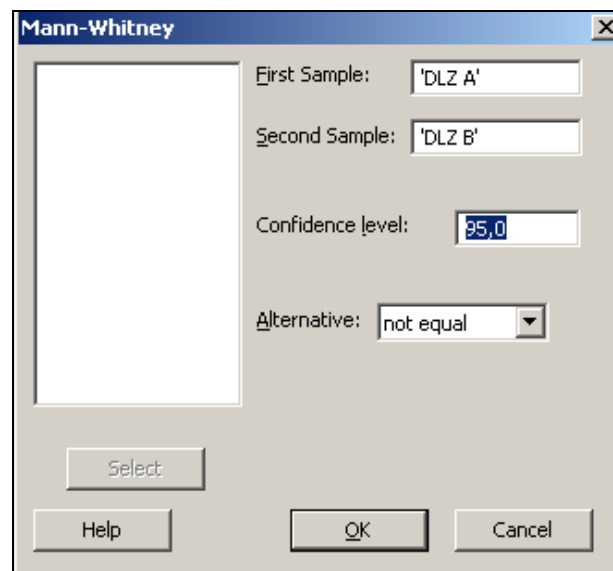 Mann-Whitney
First Sample: 'DLZ A'
Second Sample: 'DLZ B'
Confidence level: 95,0
Alternative: not equal
Select
Help OK Cancel